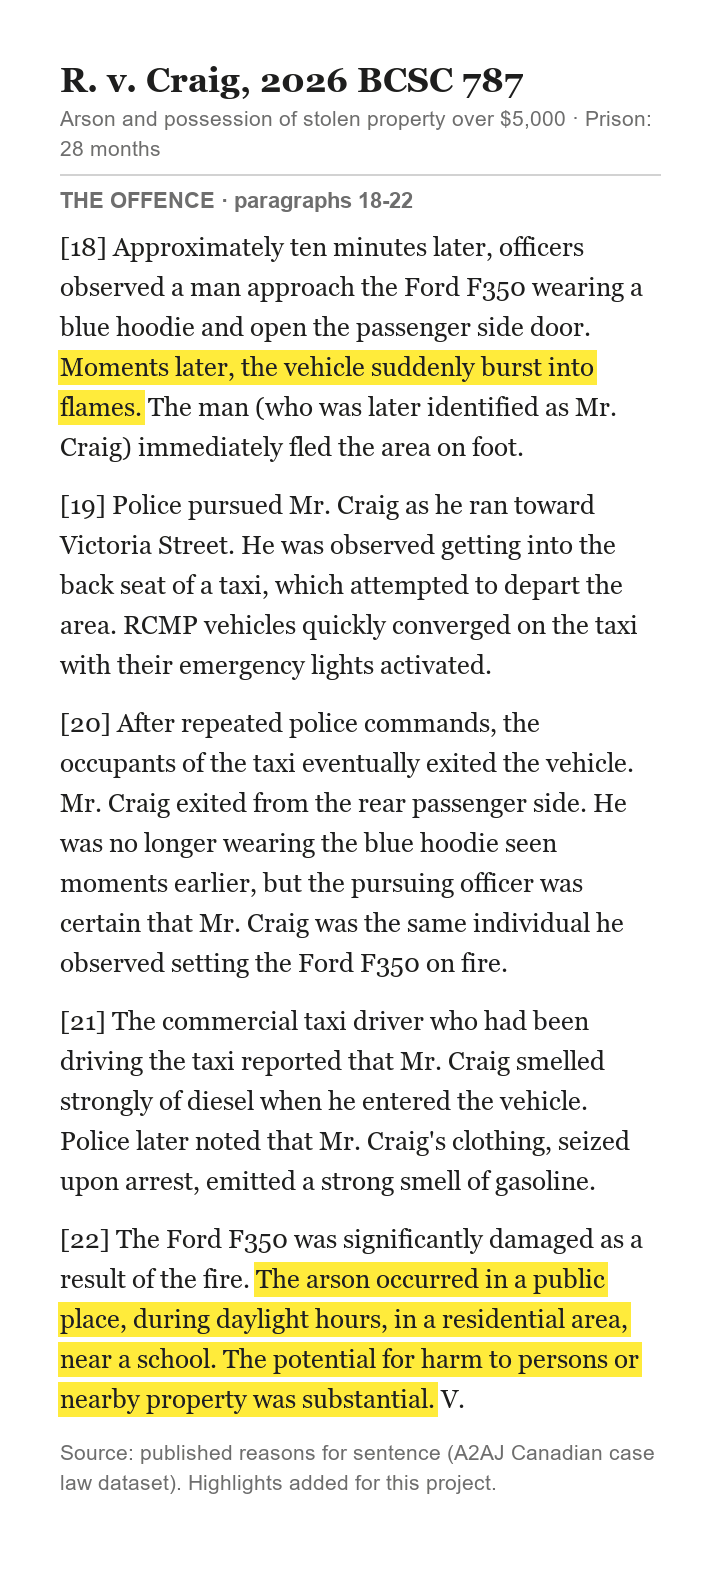 R. v. Craig, 2026 BCSC 787
Arson and possession of stolen property over $5,000 · Prison:
28 months
THE OFFENCE · paragraphs 18-22
[18] Approximately ten minutes later, officers
observed a man approach the Ford F350 wearing a
blue hoodie and open the passenger side door.
Moments later, the vehicle suddenly burst into
flames. The man (who was later identified as Mr.
Craig) immediately fled the area on foot.
[19] Police pursued Mr. Craig as he ran toward
Victoria Street. He was observed getting into the
back seat of a taxi, which attempted to depart the
area. RCMP vehicles quickly converged on the taxi
with their emergency lights activated.
[20] After repeated police commands, the
occupants of the taxi eventually exited the vehicle.
Mr. Craig exited from the rear passenger side. He
was no longer wearing the blue hoodie seen
moments earlier, but the pursuing officer was
certain that Mr. Craig was the same individual he
observed setting the Ford F350 on fire.
[21] The commercial taxi driver who had been
driving the taxi reported that Mr. Craig smelled
strongly of diesel when he entered the vehicle.
Police later noted that Mr. Craig's clothing, seized
upon arrest, emitted a strong smell of gasoline.
[22] The Ford F350 was significantly damaged as a
result of the fire. The arson occurred in a public
place, during daylight hours, in a residential area,
near a school. The potential for harm to persons or
nearby property was substantial. V.
Source: published reasons for sentence (A2AJ Canadian case
law dataset). Highlights added for this project.